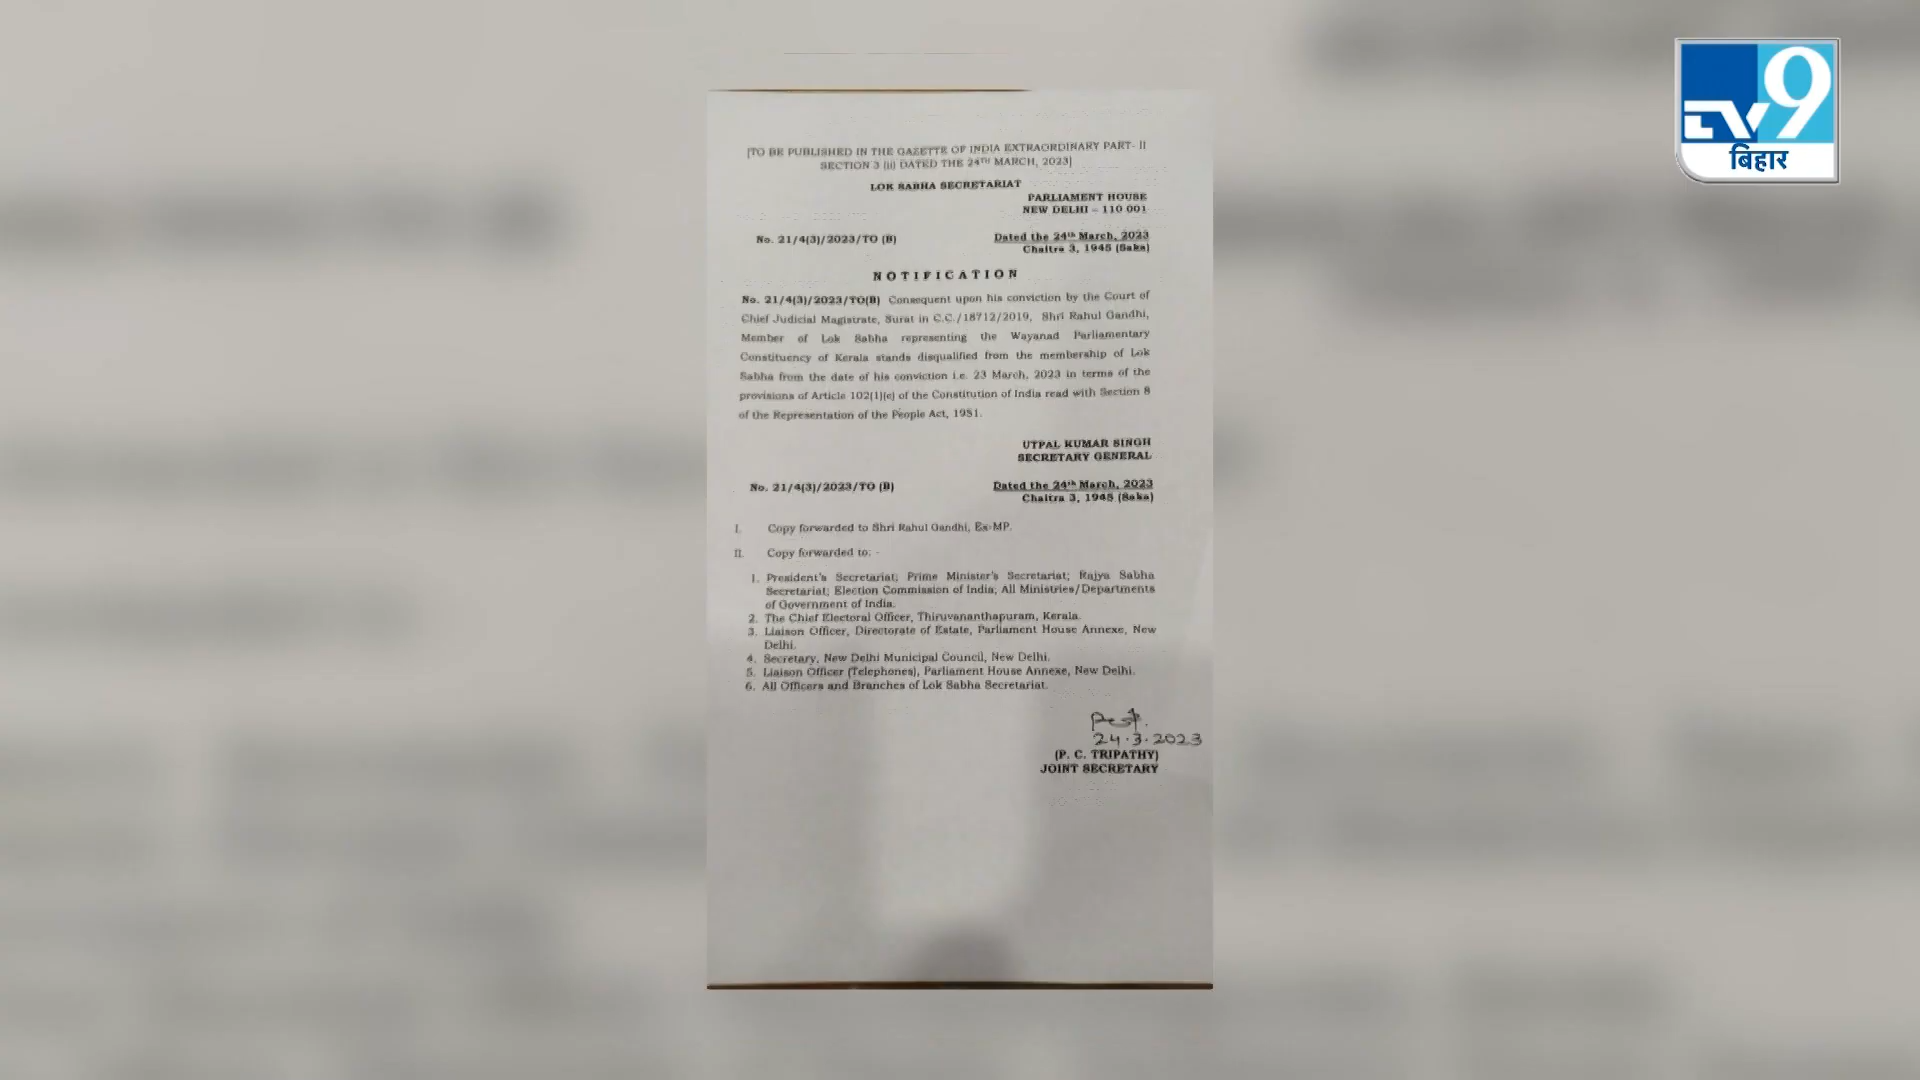 TV9
बिहार
[TO BE PUBLISHED IN THE GAZETTE OF INDIA EXTRAORDINARY PART- II
SECTION 3 (ii) DATED THE 24TH MARCH, 2023]
LOK SABHA SECRETARIAT
PARLIAMENT HOUSE
NEW DELHI – 110 001
No. 21/4(3)/2023/TO (B)
Dated the 24th March, 2023
Chaitra 3, 1945 (Saka)
NOTIFICATION
No. 21/4(3)/2023/TO(B) Consequent upon his conviction by the Court of
Chief Judicial Magistrate, Surat in C.C./18712/2019, Shri Rahul Gandhi,
Member of Lok Sabha representing the Wayanad Parliamentary
Constituency of Kerala stands disqualified from the membership of Lok
Sabha from the date of his conviction i.e. 23 March, 2023 in terms of the
provisions of Article 102(1)(e) of the Constitution of India read with Section 8
of the Representation of the People Act, 1951.
UTPAL KUMAR SINGH
SECRETARY GENERAL
No. 21/4(3)/2023/TO (B)
Dated the 24th March, 2023
Chaitra 3, 1945 (Saka)
I. Copy forwarded to Shri Rahul Gandhi, Ex-MP.
II. Copy forwarded to: -
1. President's Secretariat; Prime Minister's Secretariat; Rajya Sabha
Secretariat; Election Commission of India; All Ministries/Departments
of Government of India.
2. The Chief Electoral Officer, Thiruvananthapuram, Kerala.
3. Liaison Officer, Directorate of Estate, Parliament House Annexe, New
Delhi.
4. Secretary, New Delhi Municipal Council, New Delhi.
5. Liaison Officer (Telephones), Parliament House Annexe, New Delhi.
6. All Officers and Branches of Lok Sabha Secretariat.
24.3.2023
(P. C. TRIPATHY)
JOINT SECRETARY